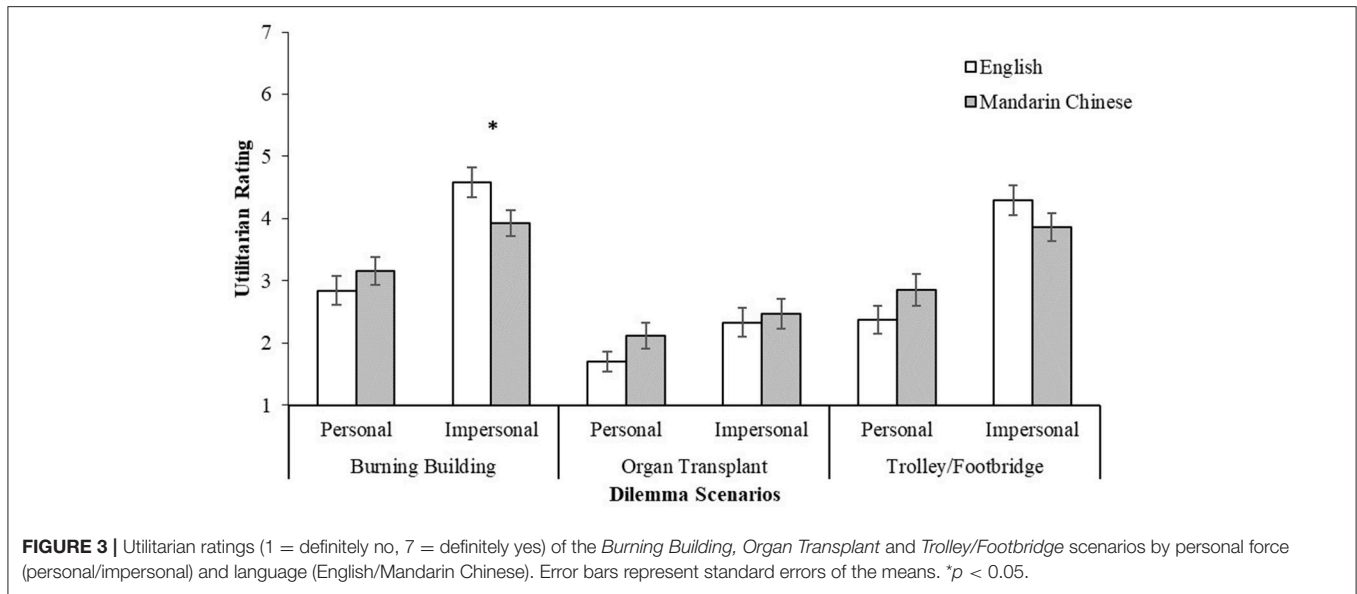 7
6
5
4
3
2
1
Utilitarian Rating
English
Mandarin Chinese
*
Personal Impersonal Personal Impersonal Personal Impersonal
Burning Building Organ Transplant Trolley/Footbridge
Dilemma Scenarios
FIGURE 3 | Utilitarian ratings (1 = definitely no, 7 = definitely yes) of the Burning Building, Organ Transplant and Trolley/Footbridge scenarios by personal force
(personal/impersonal) and language (English/Mandarin Chinese). Error bars represent standard errors of the means. *p < 0.05.